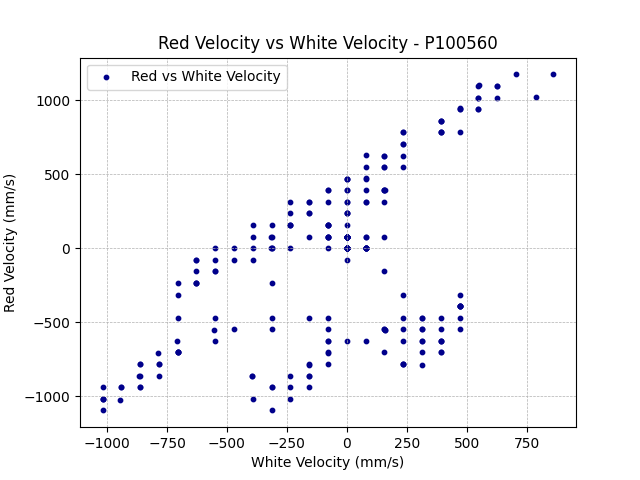 Red Velocity vs White Velocity - P100560
Red vs White Velocity
Red Velocity (mm/s)
1000
500
0
−500
−1000
−1000 −750 −500 −250 0 250 500 750
White Velocity (mm/s)